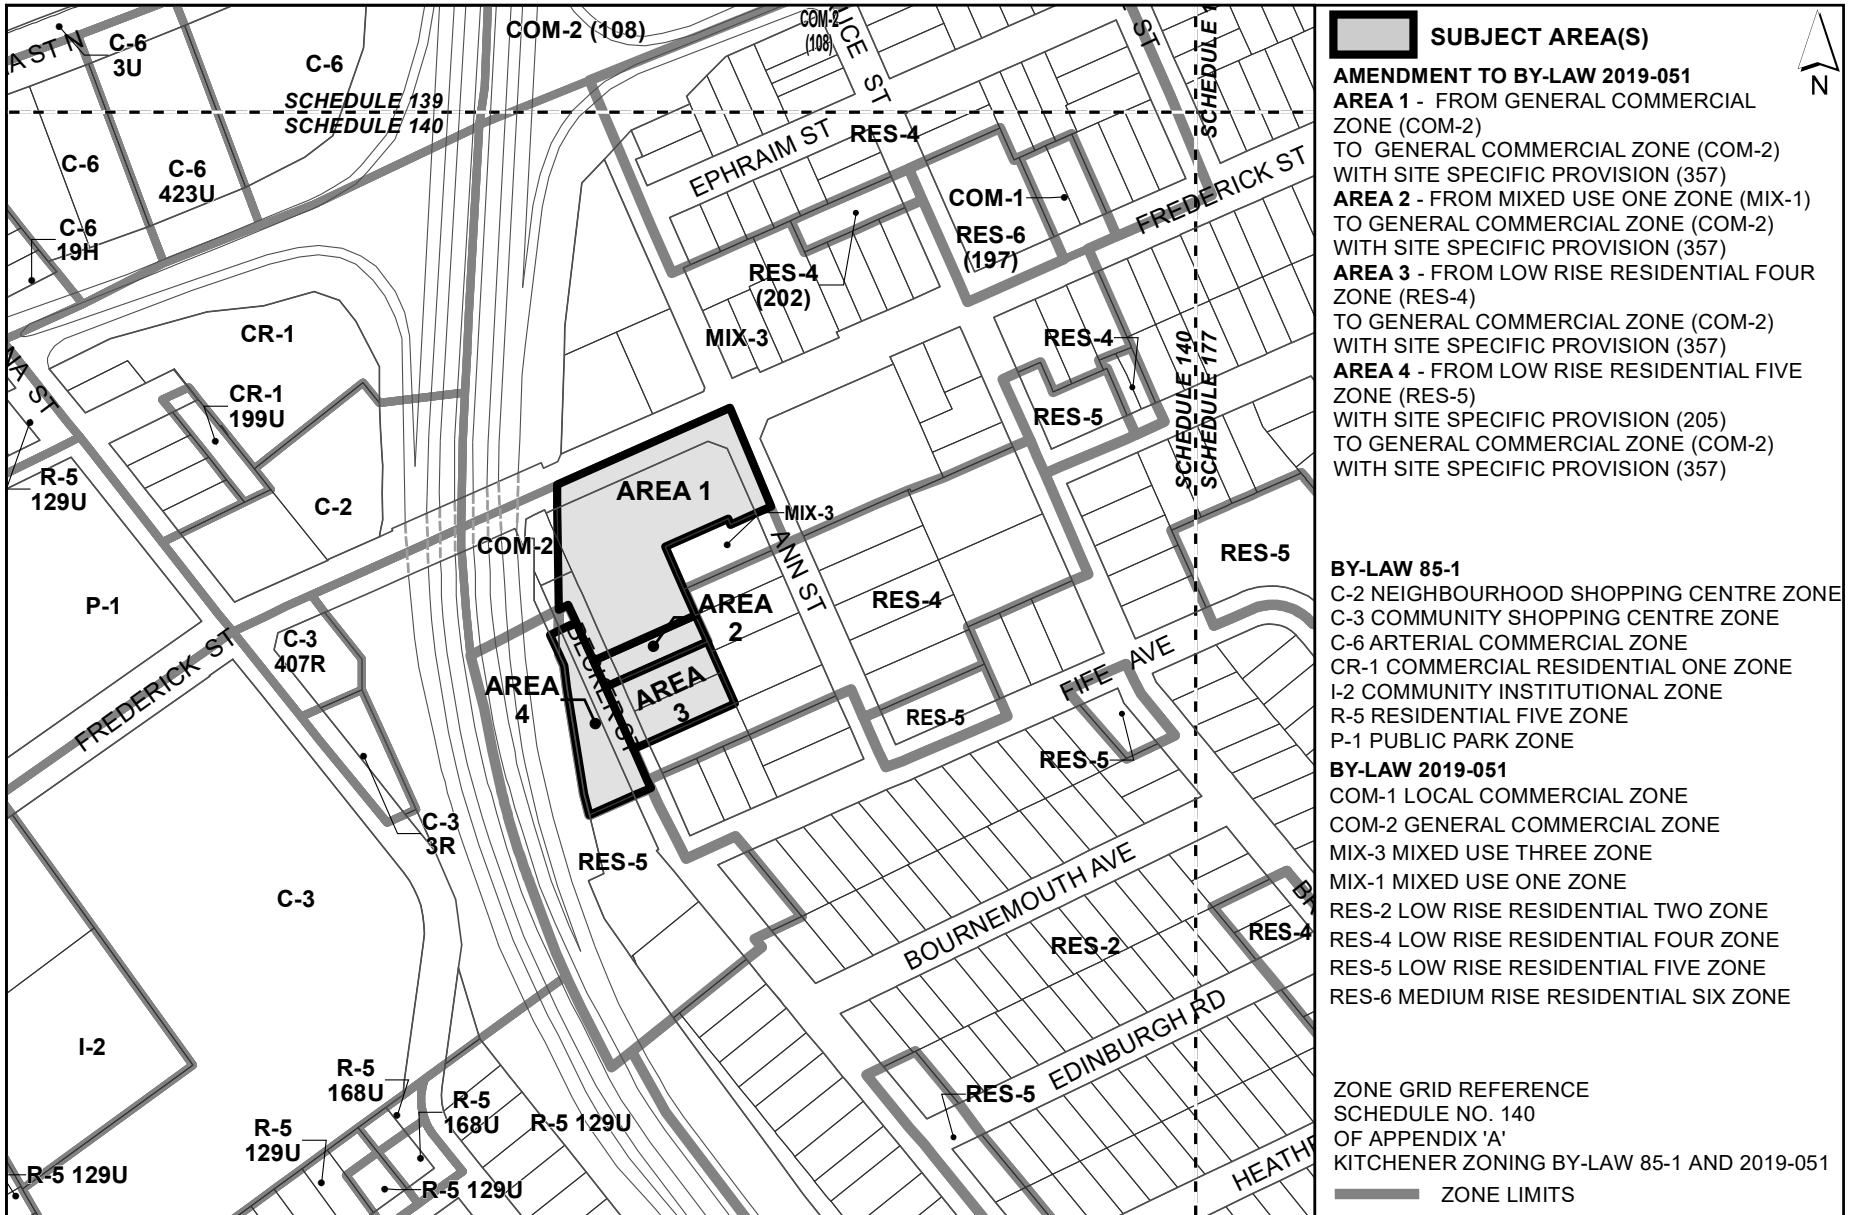 COM-2 (108)
COM-2
(108)
C-6
3U
C-6
SCHEDULE 139
SCHEDULE 140
C-6
C-6
423U
C-6
19H
EPHRAIM ST
RES-4
COM-1
RES-6
(197)
FREDERICK ST
RES-4
(202)
MIX-3
CR-1
CR-1
199U
RES-4
RES-5
SCHEDULE 140
SCHEDULE 177
R-5
129U
C-2
AREA 1
MIX-3
COM-2
ANN ST
RES-5
P-1
AREA
2
RES-4
C-3
407R
FREDERICK ST
AREA
4
BECKER ST
AREA
3
FIFE AVE
RES-5
RES-5
C-3
3R
RES-5
C-3
BOURNEMOUTH AVE
RES-2
RES-4
EDINBURGH RD
I-2
R-5
168U
R-5
168U
R-5 129U
R-5
129U
RES-5
R-5 129U
R-5 129U
SUBJECT AREA(S)
N
AMENDMENT TO BY-LAW 2019-051
AREA 1 - FROM GENERAL COMMERCIAL
ZONE (COM-2)
TO GENERAL COMMERCIAL ZONE (COM-2)
WITH SITE SPECIFIC PROVISION (357)
AREA 2 - FROM MIXED USE ONE ZONE (MIX-1)
TO GENERAL COMMERCIAL ZONE (COM-2)
WITH SITE SPECIFIC PROVISION (357)
AREA 3 - FROM LOW RISE RESIDENTIAL FOUR
ZONE (RES-4)
TO GENERAL COMMERCIAL ZONE (COM-2)
WITH SITE SPECIFIC PROVISION (357)
AREA 4 - FROM LOW RISE RESIDENTIAL FIVE
ZONE (RES-5)
WITH SITE SPECIFIC PROVISION (205)
TO GENERAL COMMERCIAL ZONE (COM-2)
WITH SITE SPECIFIC PROVISION (357)
BY-LAW 85-1
C-2 NEIGHBOURHOOD SHOPPING CENTRE ZONE
C-3 COMMUNITY SHOPPING CENTRE ZONE
C-6 ARTERIAL COMMERCIAL ZONE
CR-1 COMMERCIAL RESIDENTIAL ONE ZONE
I-2 COMMUNITY INSTITUTIONAL ZONE
R-5 RESIDENTIAL FIVE ZONE
P-1 PUBLIC PARK ZONE
BY-LAW 2019-051
COM-1 LOCAL COMMERCIAL ZONE
COM-2 GENERAL COMMERCIAL ZONE
MIX-3 MIXED USE THREE ZONE
MIX-1 MIXED USE ONE ZONE
RES-2 LOW RISE RESIDENTIAL TWO ZONE
RES-4 LOW RISE RESIDENTIAL FOUR ZONE
RES-5 LOW RISE RESIDENTIAL FIVE ZONE
RES-6 MEDIUM RISE RESIDENTIAL SIX ZONE
ZONE GRID REFERENCE
SCHEDULE NO. 140
OF APPENDIX 'A'
KITCHENER ZONING BY-LAW 85-1 AND 2019-051
ZONE LIMITS